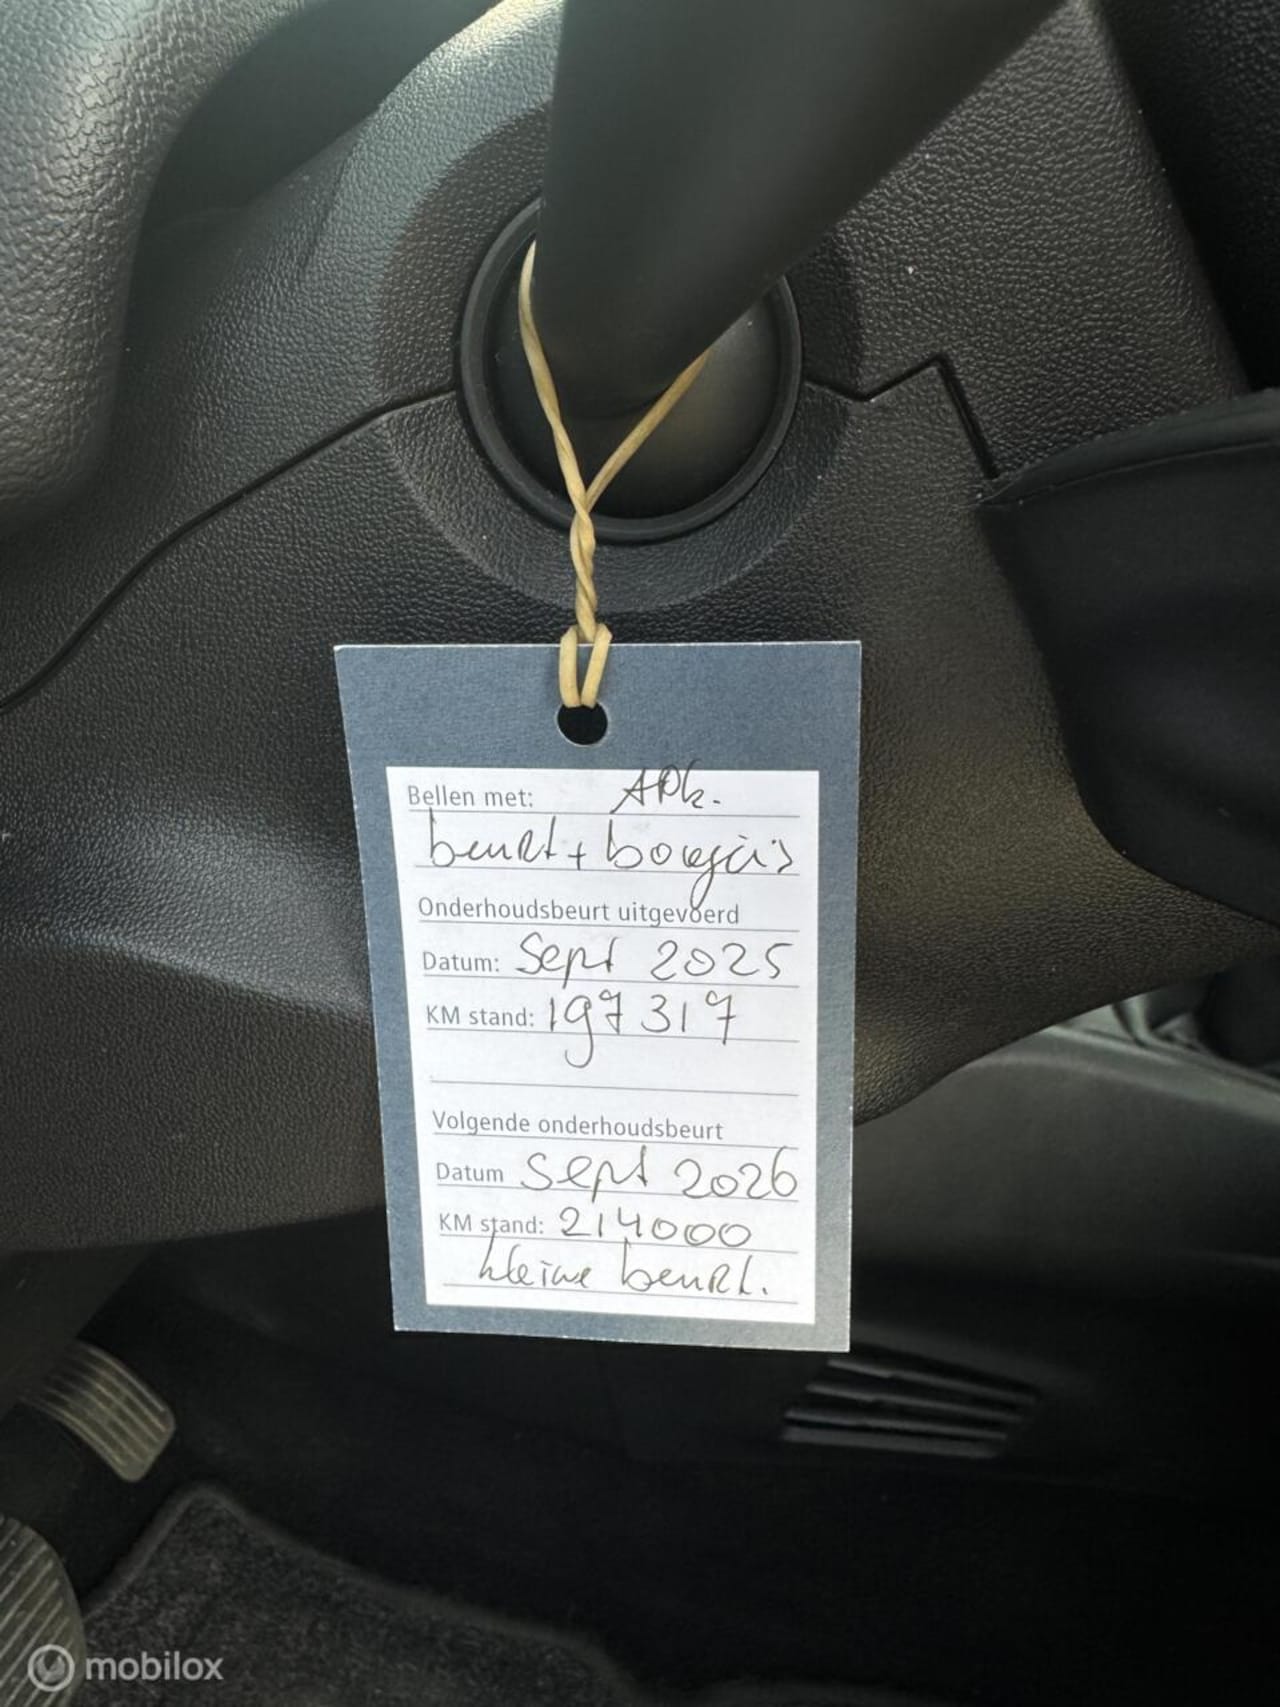 Bellen met: APk.
beurt + bougies
Onderhoudsbeurt uitgevoerd
Datum: Sept 2025
KM stand: 197317
Volgende onderhoudsbeurt
Datum Sept 2026
KM stand: 214000
kleine beurt.
mobilox